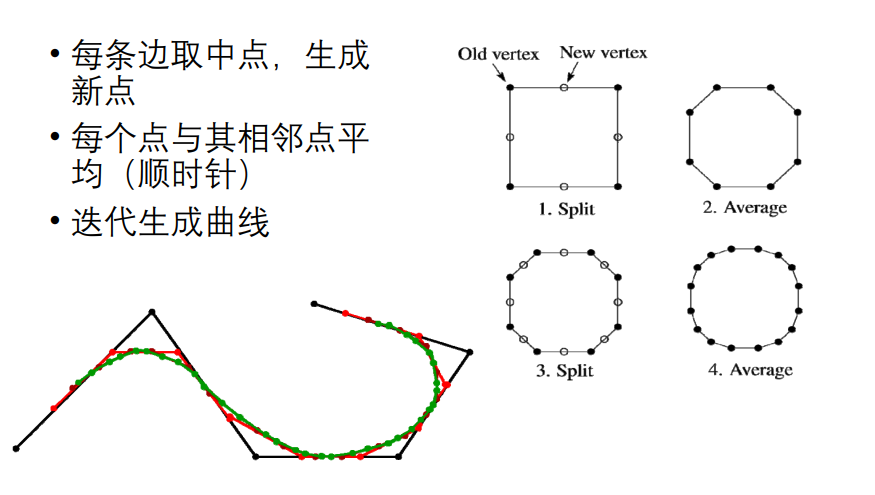 • 每条边取中点，生成
新点
• 每个点与其相邻点平
均（顺时针）
• 迭代生成曲线
Old vertex New vertex
1. Split
2. Average
3. Split
4. Average